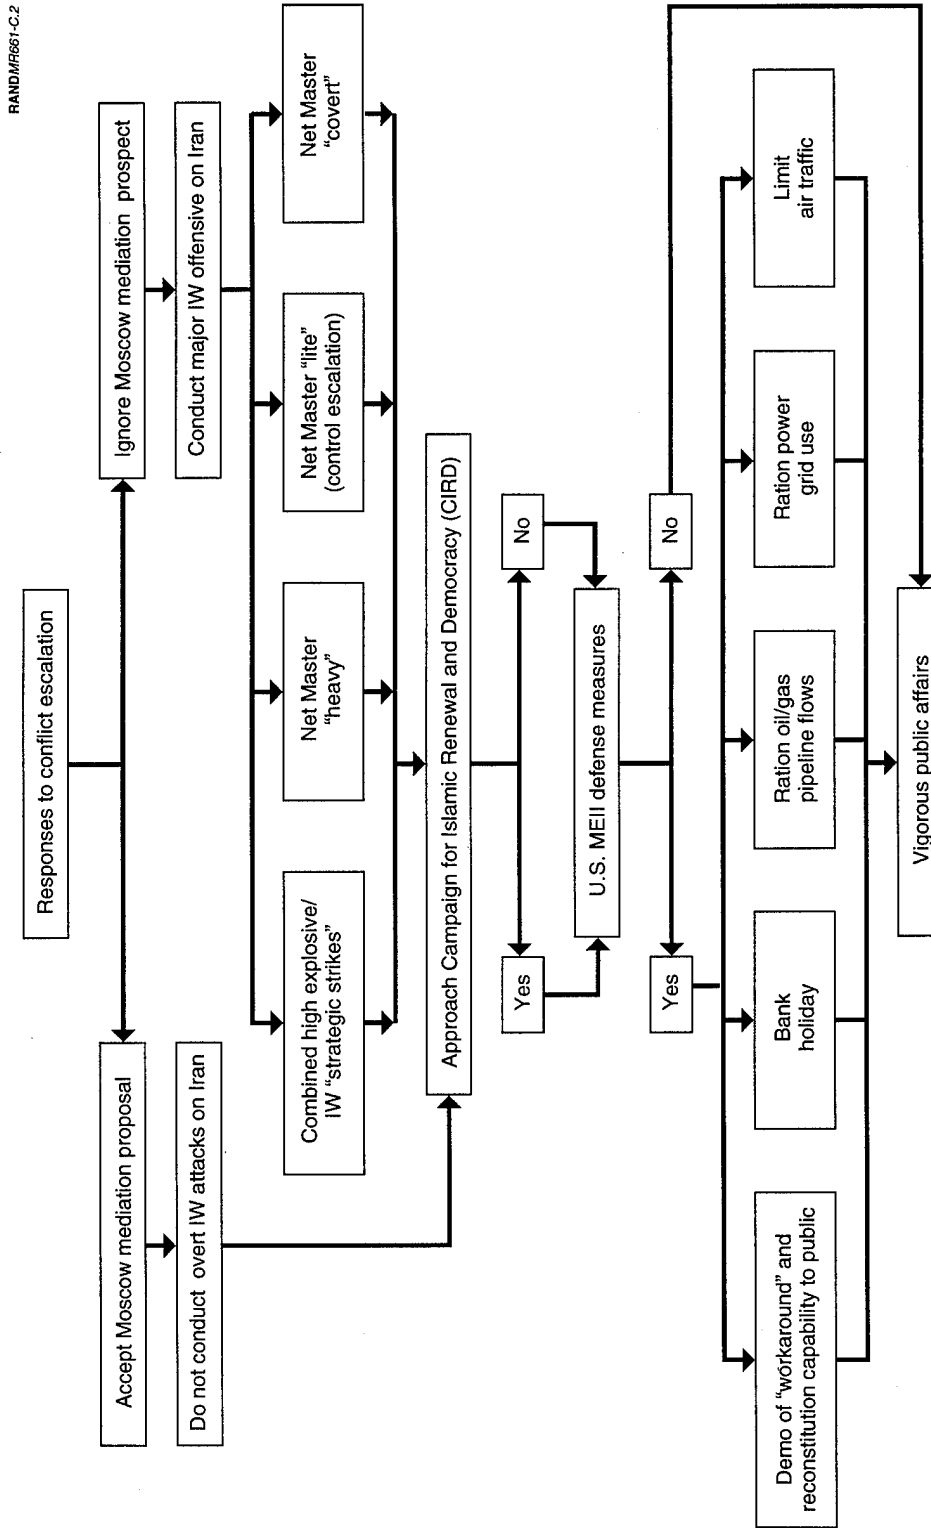 RANDMR661-C.2
Responses to conflict escalation
Accept Moscow mediation proposal
Ignore Moscow mediation prospect
Do not conduct overt IW attacks on Iran
Conduct major IW offensive on Iran
Combined high explosive/
IW “strategic strikes”
Net Master
“heavy”
Net Master “lite”
(control escalation)
Net Master
“covert”
Approach Campaign for Islamic Renewal and Democracy (CIRD)
Yes
No
U.S. MEII defense measures
Yes
No
Demo of “workaround” and
reconstitution capability to public
Bank
holiday
Ration oil/gas
pipeline flows
Ration power
grid use
Limit
air traffic
Vigorous public affairs